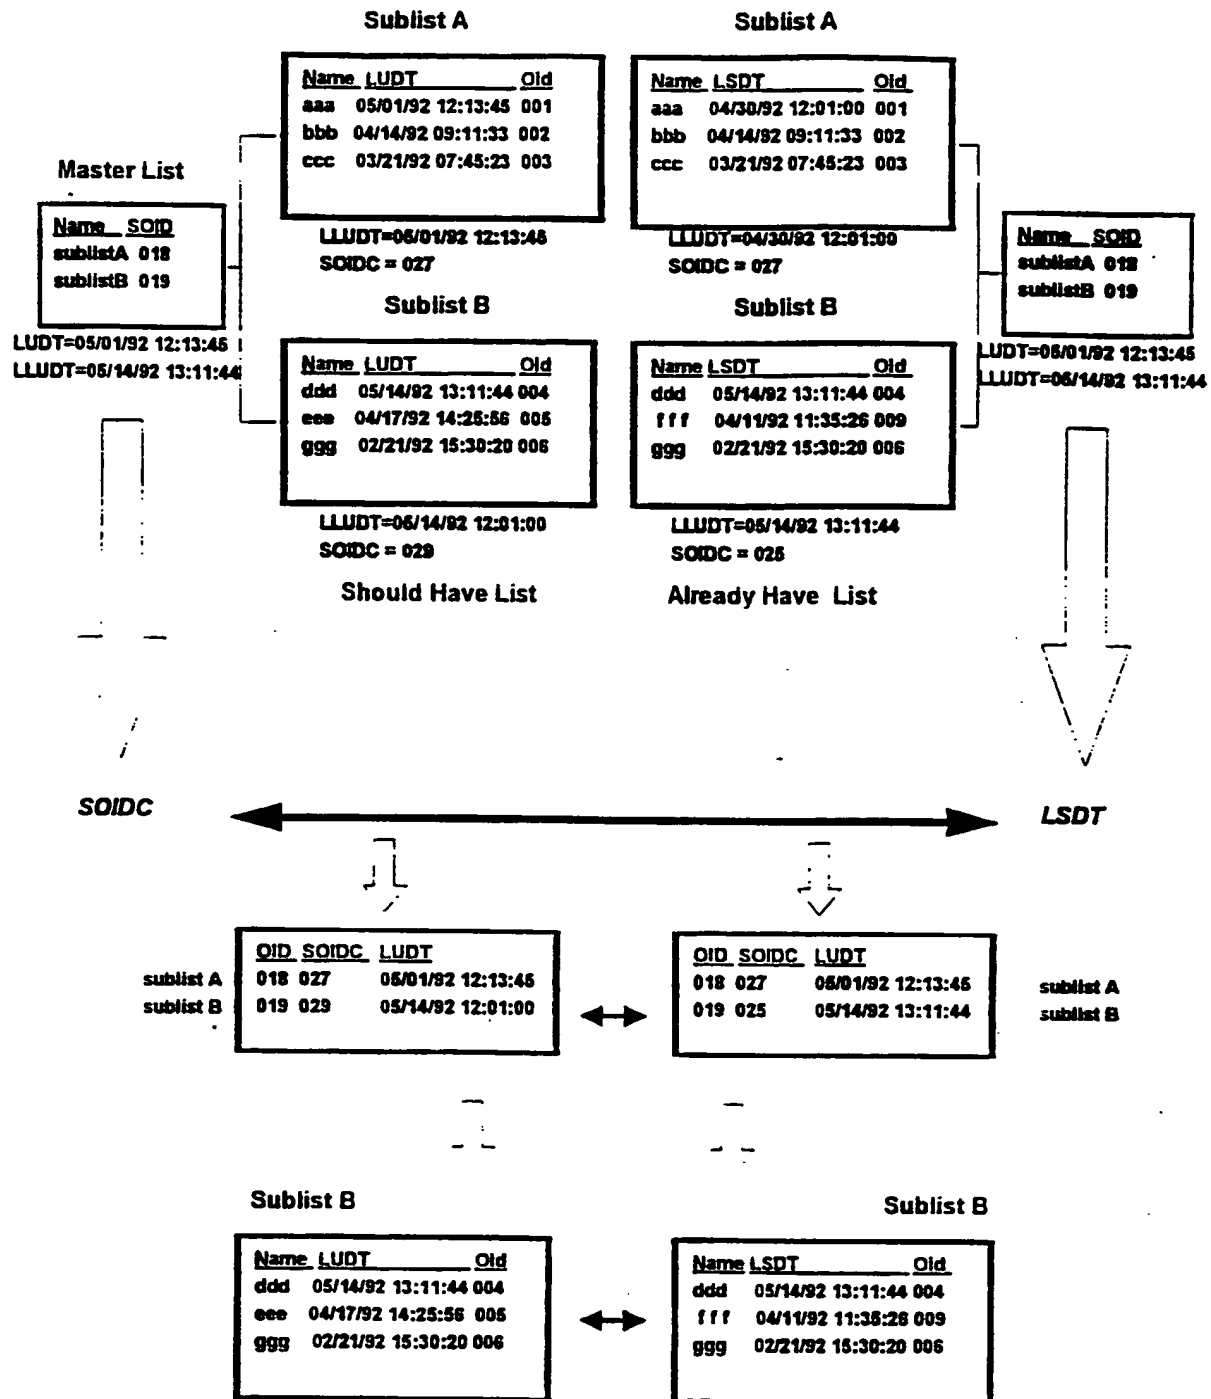 Sublist A
Name LUDT Oid
aaa 05/01/92 12:13:45 001
bbb 04/14/92 09:11:33 002
ccc 03/21/92 07:45:23 003
LLUDT=05/01/92 12:13:45
SOIDC = 027
Sublist A
Name LSDT Oid
aaa 04/30/92 12:01:00 001
bbb 04/14/92 09:11:33 002
ccc 03/21/92 07:45:23 003
LLUDT=04/30/92 12:01:00
SOIDC = 027
Master List
Name SOID
sublistA 018
sublistB 019
LUDT=05/01/92 12:13:45
LLUDT=05/14/92 13:11:44
Name SOID
sublistA 018
sublistB 019
LUDT=05/01/92 12:13:45
LLUDT=05/14/92 13:11:44
Sublist B
Name LUDT Oid
ddd 05/14/92 13:11:44 004
eee 04/17/92 14:25:56 005
ggg 02/21/92 15:30:20 006
LLUDT=05/14/92 12:01:00
SOIDC = 029
Should Have List
Sublist B
Name LSDT Oid
ddd 05/14/92 13:11:44 004
fff 04/11/92 11:35:26 009
ggg 02/21/92 15:30:20 006
LLUDT=05/14/92 13:11:44
SOIDC = 025
Already Have List
SOIDC
LSDT
OID SOIDC LUDT
sublist A 018 027 05/01/92 12:13:45
sublist B 019 029 05/14/92 12:01:00
OID SOIDC LUDT
018 027 05/01/92 12:13:45 sublist A
019 025 05/14/92 13:11:44 sublist B
Sublist B
Name LUDT Oid
ddd 05/14/92 13:11:44 004
eee 04/17/92 14:25:56 005
ggg 02/21/92 15:30:20 006
Sublist B
Name LSDT Oid
ddd 05/14/92 13:11:44 004
fff 04/11/92 11:35:26 009
ggg 02/21/92 15:30:20 006